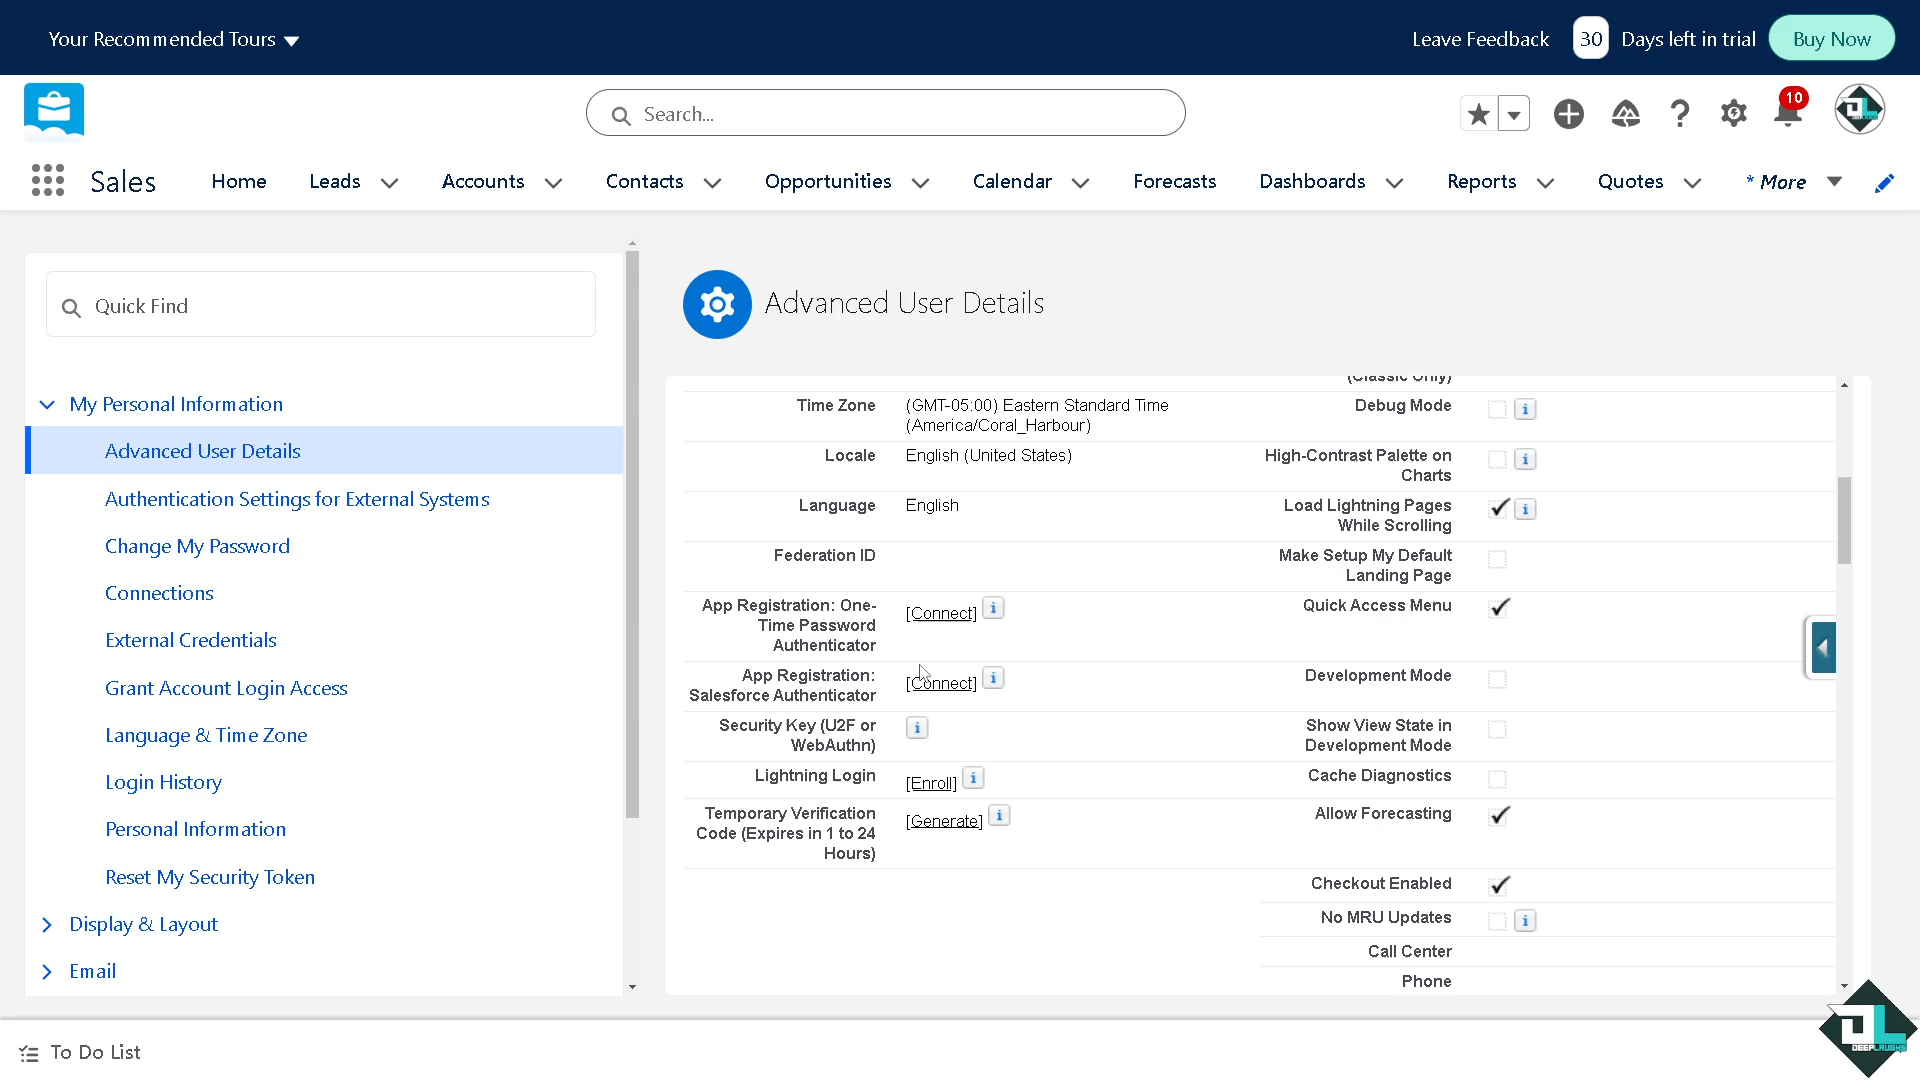 Your Recommended Tours
Leave Feedback
30
Days left in trial
Buy Now
Search...
10
Sales
Home
Leads
Accounts
Contacts
Opportunities
Calendar
Forecasts
Dashboards
Reports
Quotes
* More
Quick Find
My Personal Information
Advanced User Details
Authentication Settings for External Systems
Change My Password
Connections
External Credentials
Grant Account Login Access
Language & Time Zone
Login History
Personal Information
Reset My Security Token
Display & Layout
Email
Advanced User Details
(Classic Only)
Time Zone
(GMT-05:00) Eastern Standard Time
(America/Coral_Harbour)
Debug Mode
Locale
English (United States)
High-Contrast Palette on
Charts
Language
English
Load Lightning Pages
While Scrolling
Federation ID
Make Setup My Default
Landing Page
App Registration: One-
Time Password
Authenticator
[Connect]
Quick Access Menu
App Registration:
Salesforce Authenticator
[Connect]
Development Mode
Security Key (U2F or
WebAuthn)
Show View State in
Development Mode
Lightning Login
[Enroll]
Cache Diagnostics
Temporary Verification
Code (Expires in 1 to 24
Hours)
[Generate]
Allow Forecasting
Checkout Enabled
No MRU Updates
Call Center
Phone
To Do List
DL
DEEPLAUGHS